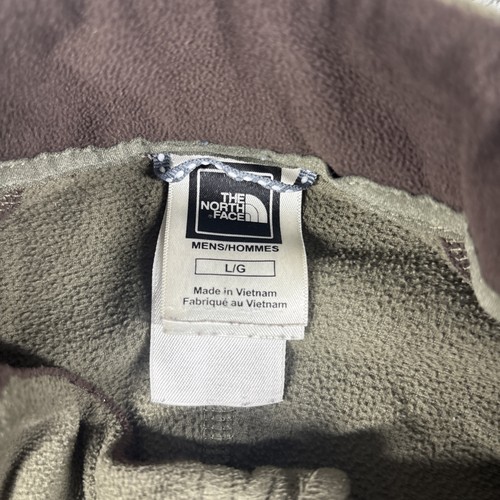 THE
NORTH
FACE
MENS/HOMMES
L/G
Made in Vietnam
Fabriqué au Vietnam